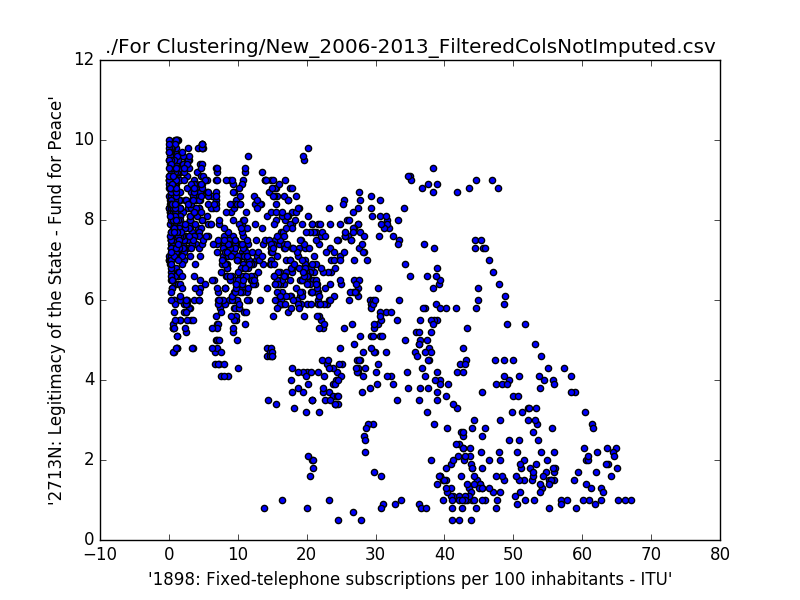 ./For Clustering/New_2006-2013_FilteredColsNotImputed.csv
12
10
8
6
4
2
0
'2713N: Legitimacy of the State - Fund for Peace'
−10 0 10 20 30 40 50 60 70 80
'1898: Fixed-telephone subscriptions per 100 inhabitants - ITU'